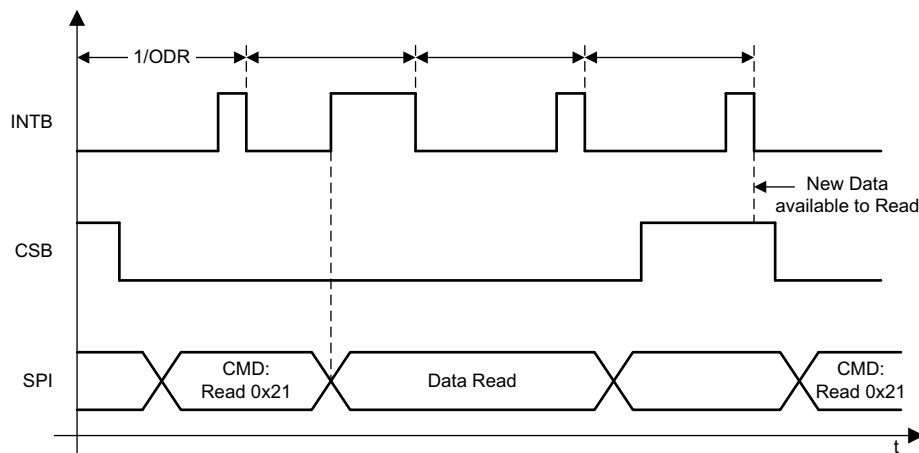 1/ODR
INTB
New Data
available to Read
CSB
SPI
CMD:
Read 0x21
Data Read
CMD:
Read 0x21
t